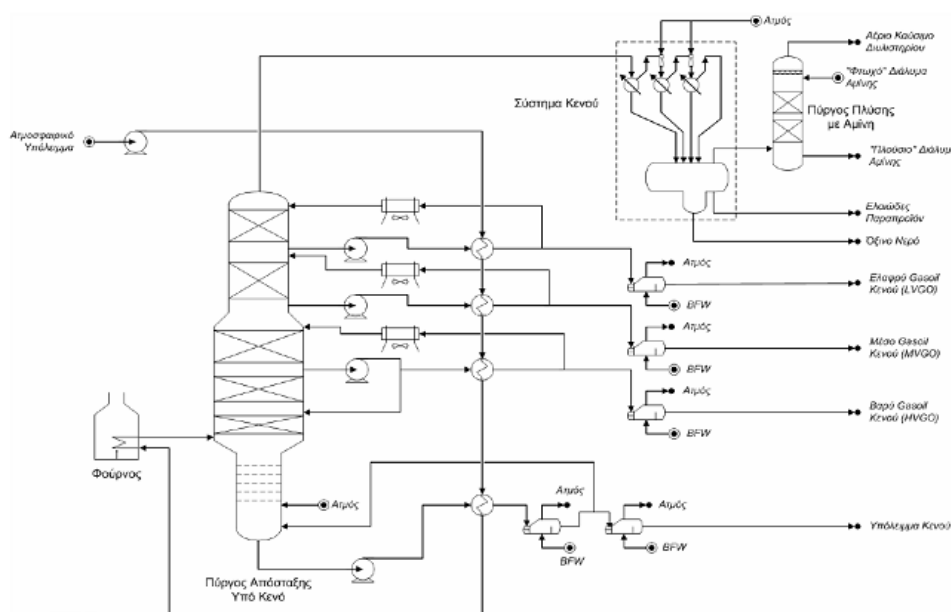 Ατμός
Αέριο Καύσιμο
Διυλιστηρίου
"Φτωχό" Διάλυμα
Αμίνης
Σύστημα Κενού
Πύργος Πλύσης
με Αμίνη
Ατμοσφαιρικό
Υπόλειμμα
"Πλούσιο" Διάλυμ
Αμίνης
Ελαιώδες
Παραπροϊόν
Όξινο Νερό
Ατμός
Ελαφρύ Gasoil
Κενού (LVGO)
BFW
Ατμός
Μέσο Gasoil
Κενού (MVGO)
BFW
Ατμός
Βαρύ Gasoil
Κενού (HVGO)
BFW
Φούρνος
Ατμός
Ατμός
Ατμός
Υπόλειμμα Κενού
BFW
BFW
Πύργος Απόσταξης
Υπό Κενό